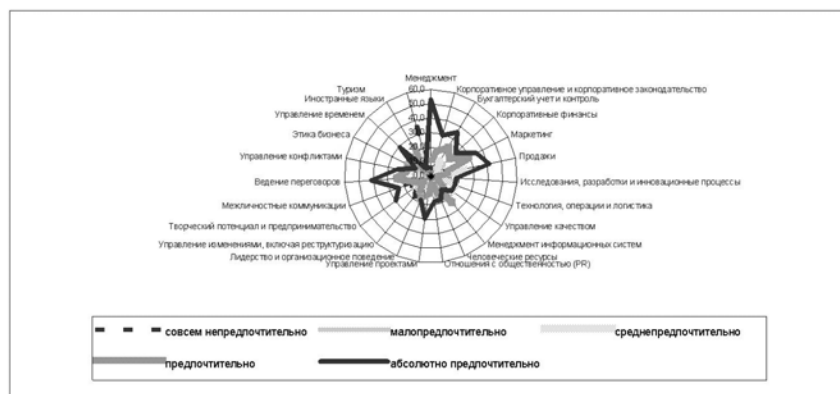 Менеджмент
Корпоративное управление и корпоративное законодательство
Бухгалтерский учет и контроль
Корпоративные финансы
Маркетинг
Продажи
Исследования, разработки и инновационные процессы
Технология, операции и логистика
Управление качеством
Менеджмент информационных систем
Человеческие ресурсы
Отношения с общественностью (PR)
Управление проектами
Лидерство и организационное поведение
Управление изменениями, включая реструктуризацию
Творческий потенциал и предпринимательство
Межличностные коммуникации
Ведение переговоров
Управление конфликтами
Этика бизнеса
Управление временем
Иностранные языки
Туризм
60,0
50,0
40,0
30,0
совсем непредпочтительно
малопредпочтительно
среднепредпочтительно
предпочтительно
абсолютно предпочтительно